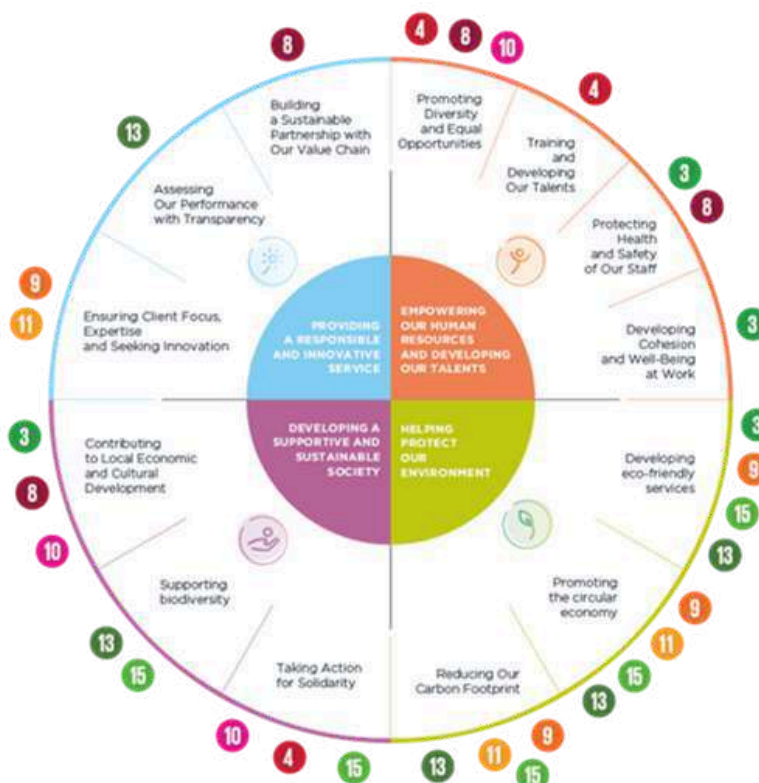 8
4
8
10
13
4
Building
a Sustainable
Partnership with
Our Value Chain
Promoting
Diversity
and Equal
Opportunities
Training
and
Developing
Our Talents
3
8
Assessing
Our Performance
with Transparency
Protecting
Health
and Safety
of Our Staff
9
11
Ensuring Client Focus,
Expertise
and Seeking Innovation
PROVIDING
A RESPONSIBLE
AND INNOVATIVE
SERVICE
EMPOWERING
OUR HUMAN
RESOURCES
AND DEVELOPING
OUR TALENTS
Developing
Cohesion
and Well-Being
at Work
3
3
8
10
Contributing
to Local Economic
and Cultural
Development
DEVELOPING A
SUPPORTIVE AND
SUSTAINABLE
SOCIETY
HELPING
PROTECT
OUR
ENVIRONMENT
Developing
eco-friendly
services
3
9
15
13
Supporting
biodiversity
Promoting
the circular
economy
13
15
9
11
15
13
Taking Action
for Solidarity
Reducing Our
Carbon Footprint
10
4
15
13
11
9
15